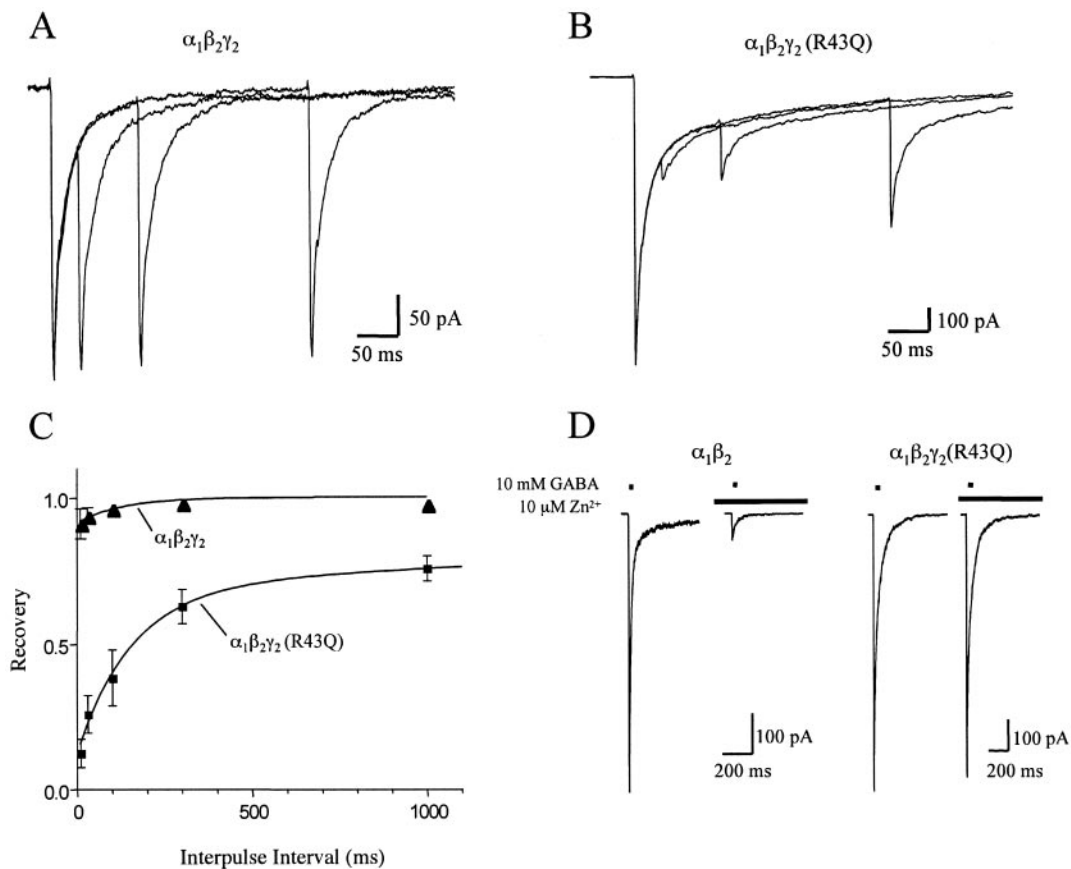 A
α₁β₂γ₂
50 pA
50 ms
B
α₁β₂γ₂ (R43Q)
100 pA
50 ms
C
Recovery
1.0
0.5
0.0
α₁β₂γ₂
α₁β₂γ₂ (R43Q)
0
500
1000
Interpulse Interval (ms)
D
α₁β₂
α₁β₂γ₂(R43Q)
10 mM GABA
10 μM Zn²⁺
100 pA
200 ms
100 pA
200 ms